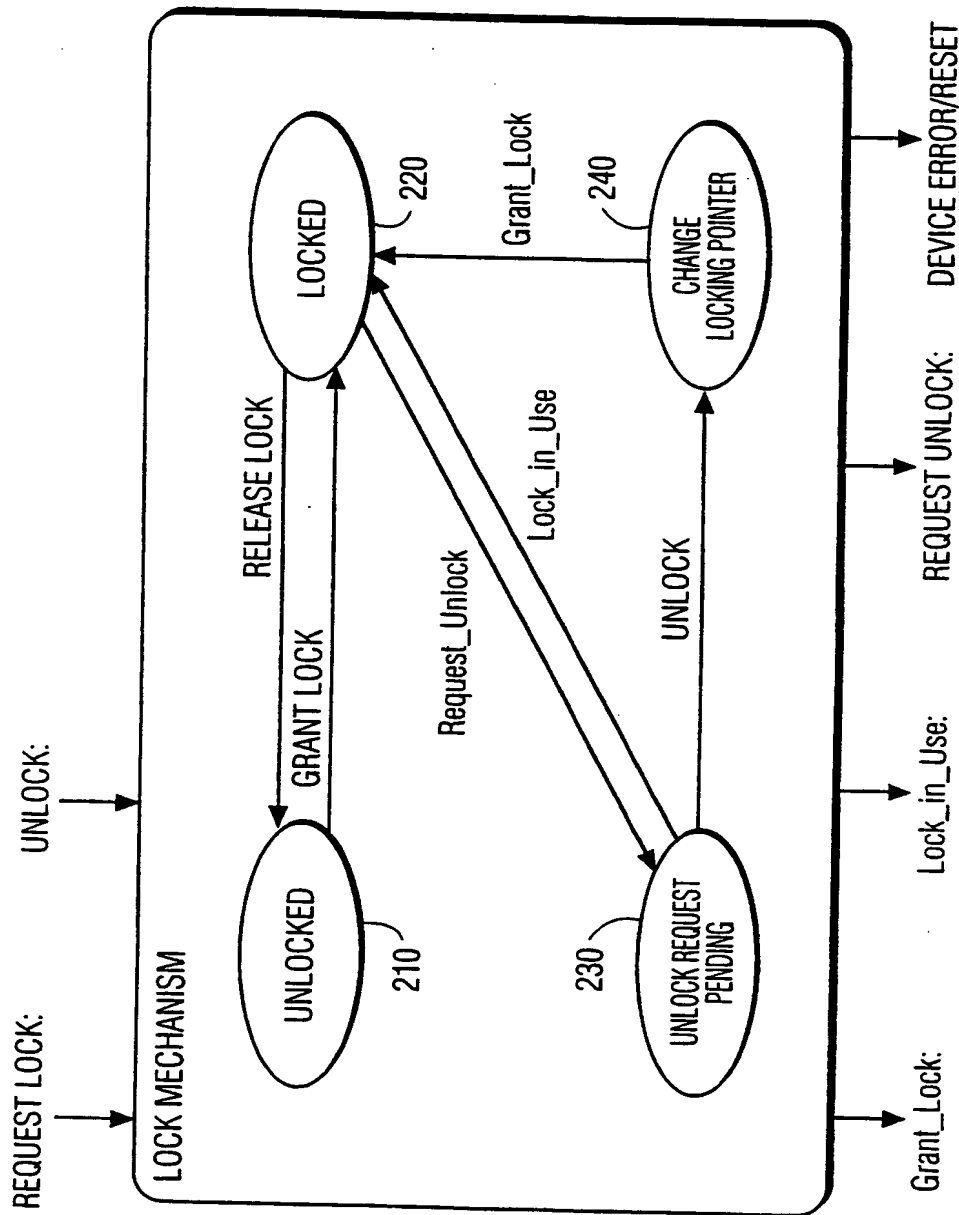 REQUEST LOCK:
UNLOCK:
LOCK MECHANISM
UNLOCKED
210
RELEASE LOCK
GRANT LOCK
LOCKED
220
Request_Unlock
Lock_in_Use
Grant_Lock
230
UNLOCK REQUEST
PENDING
UNLOCK
240
CHANGE
LOCKING POINTER
Grant_Lock:
Lock_in_Use:
REQUEST UNLOCK:
DEVICE ERROR/RESET